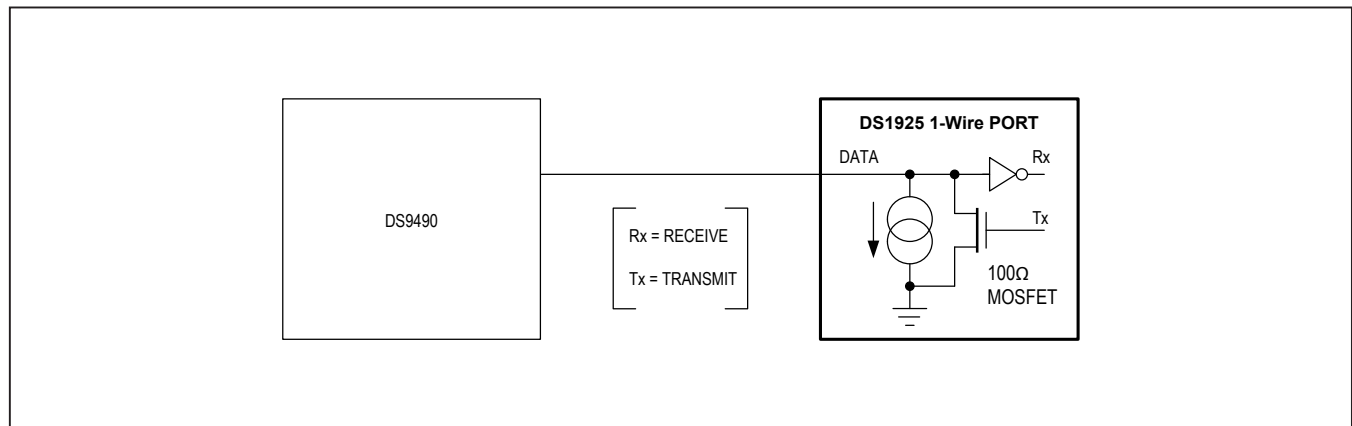 DS1925 1-Wire PORT
DATA
Rx
DS9490
Rx = RECEIVE
Tx
Tx = TRANSMIT
100Ω
MOSFET